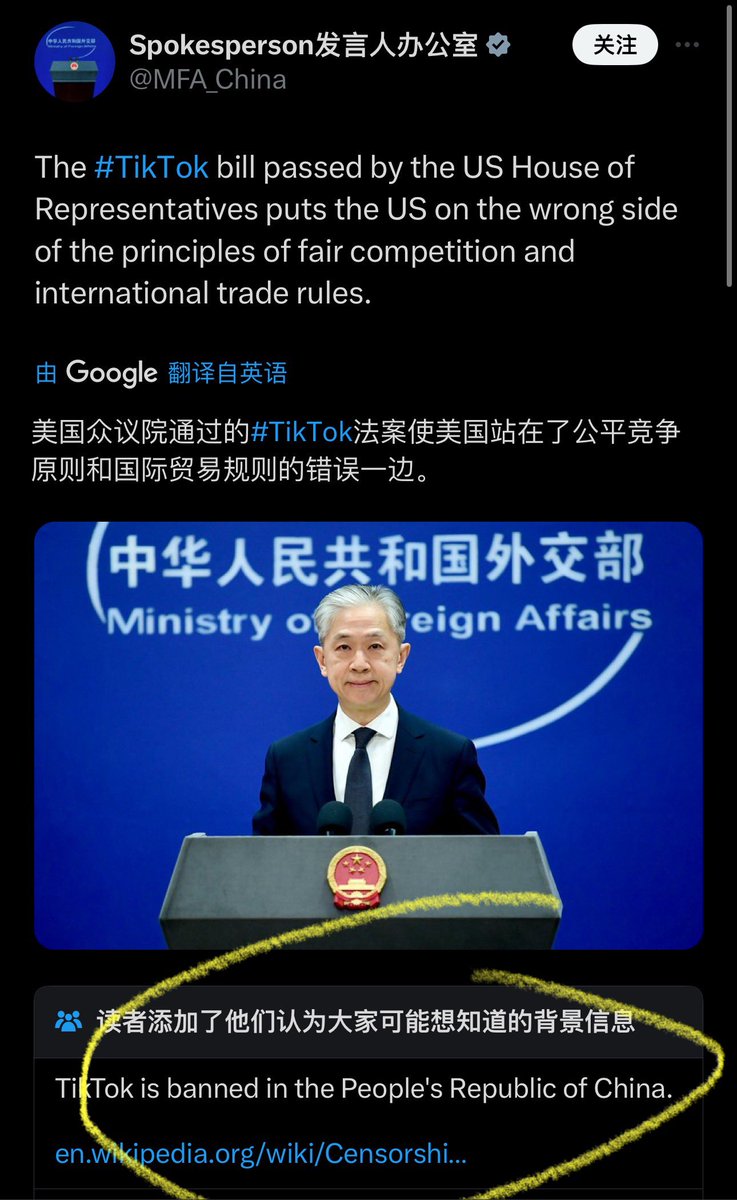 Spokesperson发言人办公室
关注
@MFA_China
The #TikTok bill passed by the US House of
Representatives puts the US on the wrong side
of the principles of fair competition and
international trade rules.
由 Google 翻译自英语
美国众议院通过的#TikTok法案使美国站在了公平竞争
原则和国际贸易规则的错误一边。
中华人民共和国外交部
Ministry of eign Affairs
读者添加了他们认为大家可能想知道的背景信息
TikTok is banned in the People's Republic of China.
en.wikipedia.org/wiki/Censorshi...